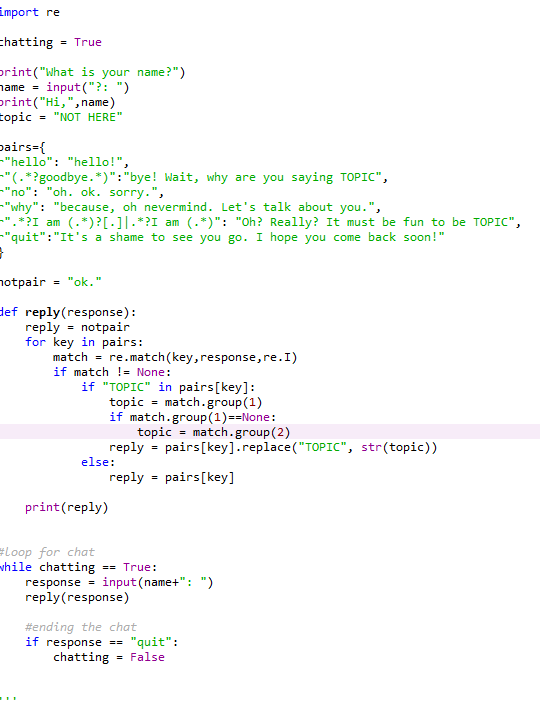 import re
chatting = True
print("What is your name?")
name = input("?: ")
print("Hi,",name)
topic = "NOT HERE"
pairs={
r"hello": "hello!",
r"(.*?goodbye.*)":"bye! Wait, why are you saying TOPIC",
r"no": "oh. ok. sorry.",
r"why": "because, oh nevermind. Let's talk about you.",
r".*?I am (.*)?[.]|.*?I am (.*)": "Oh? Really? It must be fun to be TOPIC",
r"quit":"It's a shame to see you go. I hope you come back soon!"
}
notpair = "ok."
def reply(response):
    reply = notpair
    for key in pairs:
        match = re.match(key,response,re.I)
        if match != None:
            if "TOPIC" in pairs[key]:
                topic = match.group(1)
                if match.group(1)==None:
                    topic = match.group(2)
                reply = pairs[key].replace("TOPIC", str(topic))
            else:
                reply = pairs[key]
    print(reply)
#Loop for chat
while chatting == True:
    response = input(name+": ")
    reply(response)
    #ending the chat
    if response == "quit":
        chatting = False
'''